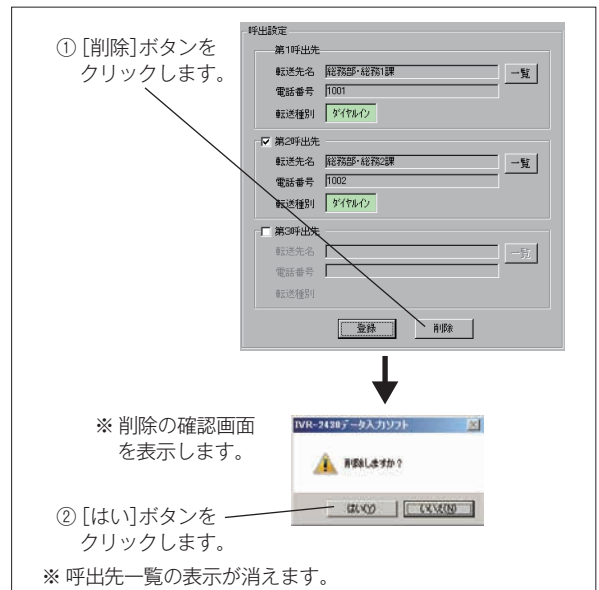 ① [削除]ボタンを
クリックします。
呼出設定
第1呼出先
転送先名 総務部・総務1課 一覧
電話番号 1001
転送種別 ダイヤルイン
第2呼出先
転送先名 総務部・総務2課 一覧
電話番号 1002
転送種別 ダイヤルイン
第3呼出先
転送先名 一覧
電話番号
転送種別
登録 削除
※ 削除の確認画面
を表示します。
IVR-2430データ入力ソフト
削除しますか?
はい(Y) いいえ(N)
② [はい]ボタンを
クリックします。
※ 呼出先一覧の表示が消えます。